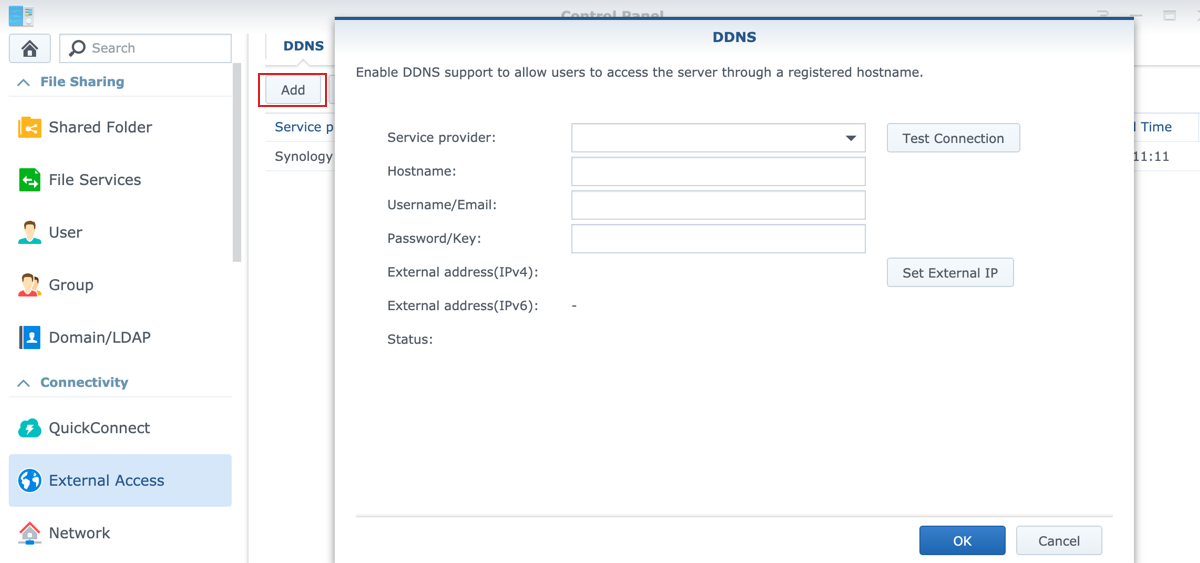 Control Panel
Search
File Sharing
Shared Folder
File Services
User
Group
Domain/LDAP
Connectivity
QuickConnect
External Access
Network
DDNS
Add
Service p
Synology
Time
11:11
DDNS
Enable DDNS support to allow users to access the server through a registered hostname.
Service provider:
Test Connection
Hostname:
Username/Email:
Password/Key:
External address(IPv4):
Set External IP
External address(IPv6): -
Status:
OK Cancel